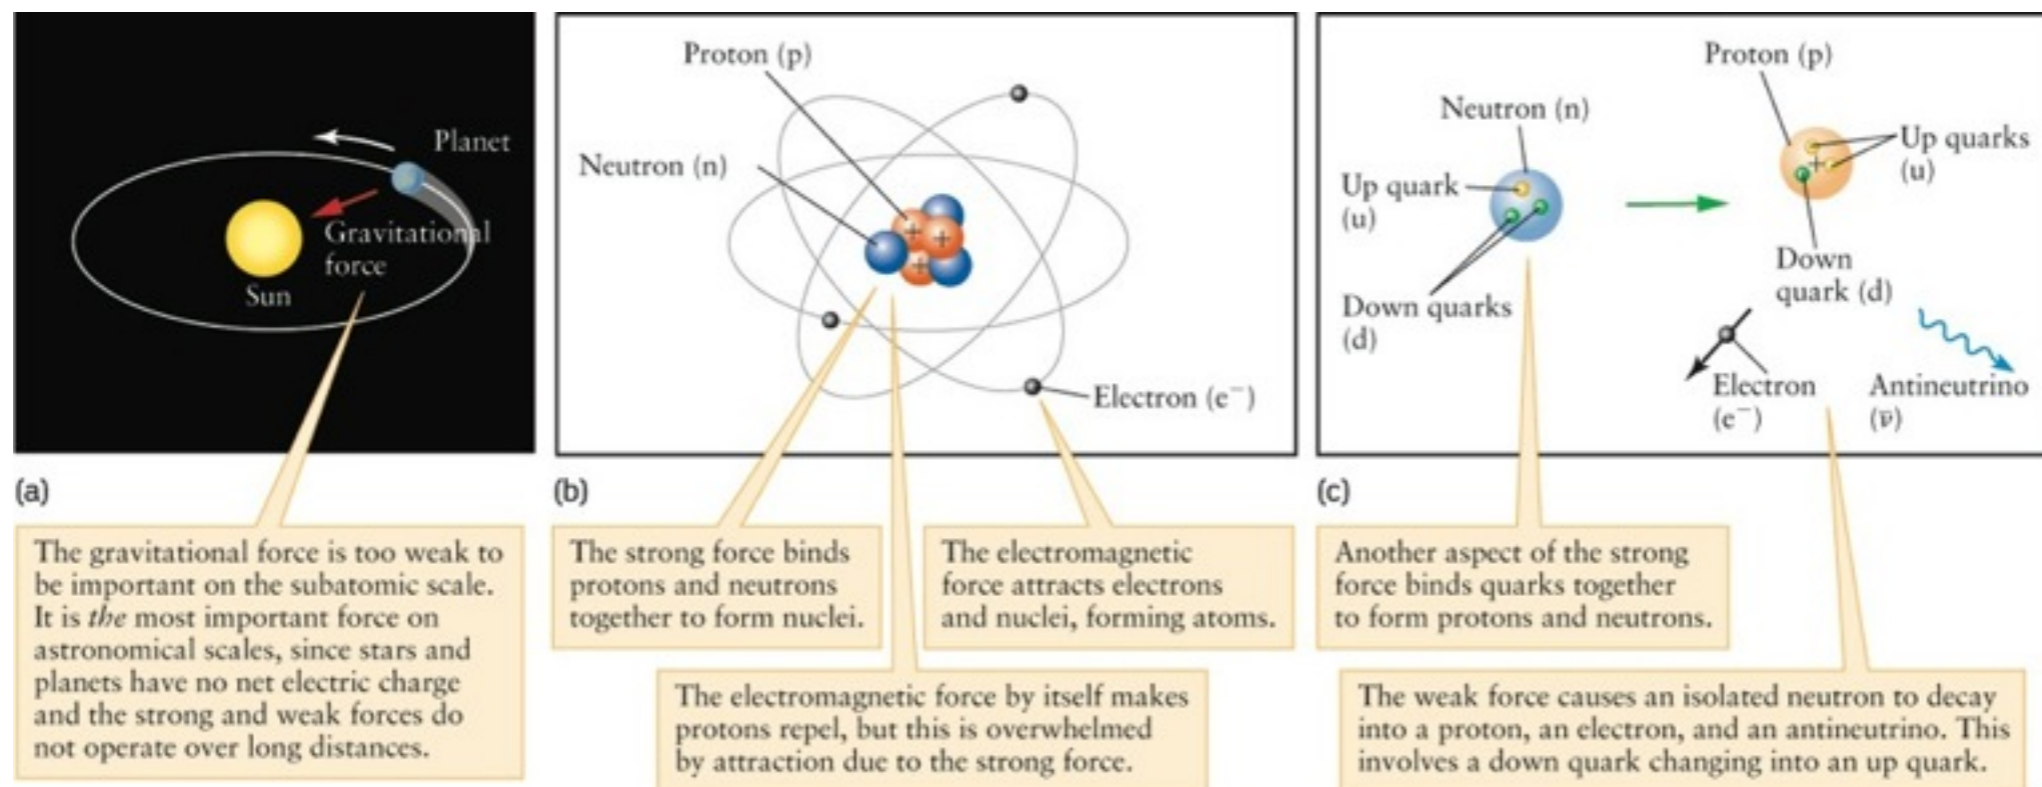 Planet
Gravitational
force
Sun
Proton (p)
Neutron (n)
Electron (e⁻)
Neutron (n)
Up quark
(u)
Down quarks
(d)
Proton (p)
Up quarks
(u)
Down
quark (d)
Electron
(e⁻)
Antineutrino
(ν̅)
(a)
The gravitational force is too weak to
be important on the subatomic scale.
It is the most important force on
astronomical scales, since stars and
planets have no net electric charge
and the strong and weak forces do
not operate over long distances.
(b)
The strong force binds
protons and neutrons
together to form nuclei.
The electromagnetic
force attracts electrons
and nuclei, forming atoms.
The electromagnetic force by itself makes
protons repel, but this is overwhelmed
by attraction due to the strong force.
(c)
Another aspect of the strong
force binds quarks together
to form protons and neutrons.
The weak force causes an isolated neutron to decay
into a proton, an electron, and an antineutrino. This
involves a down quark changing into an up quark.